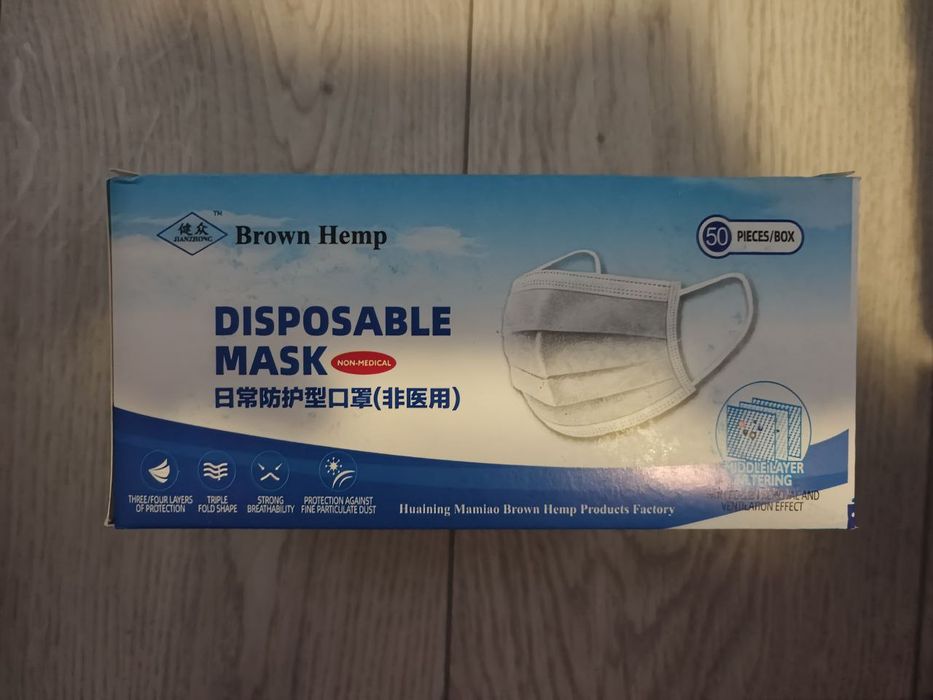 健众
JIANZHONG
TM
Brown Hemp
50 PIECES/BOX
DISPOSABLE
MASK NON-MEDICAL
日常防护型口罩(非医用)
THREE/FOUR LAYERS
OF PROTECTION
TRIPLE
FOLD SHAPE
STRONG
BREATHABILITY
PROTECTION AGAINST
FINE PARTICULATE DUST
Huaining Mamiao Brown Hemp Products Factory
MIDDLE LAYER
FILTERING
AND
VENTILATION EFFECT